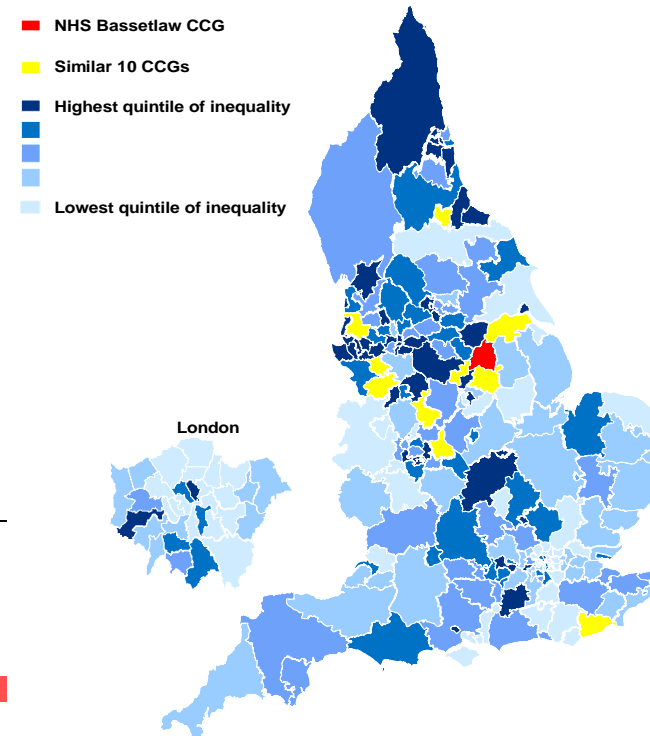 NHS Bassetlaw CCG
Similar 10 CCGs
Highest quintile of inequality
Lowest quintile of inequality
London